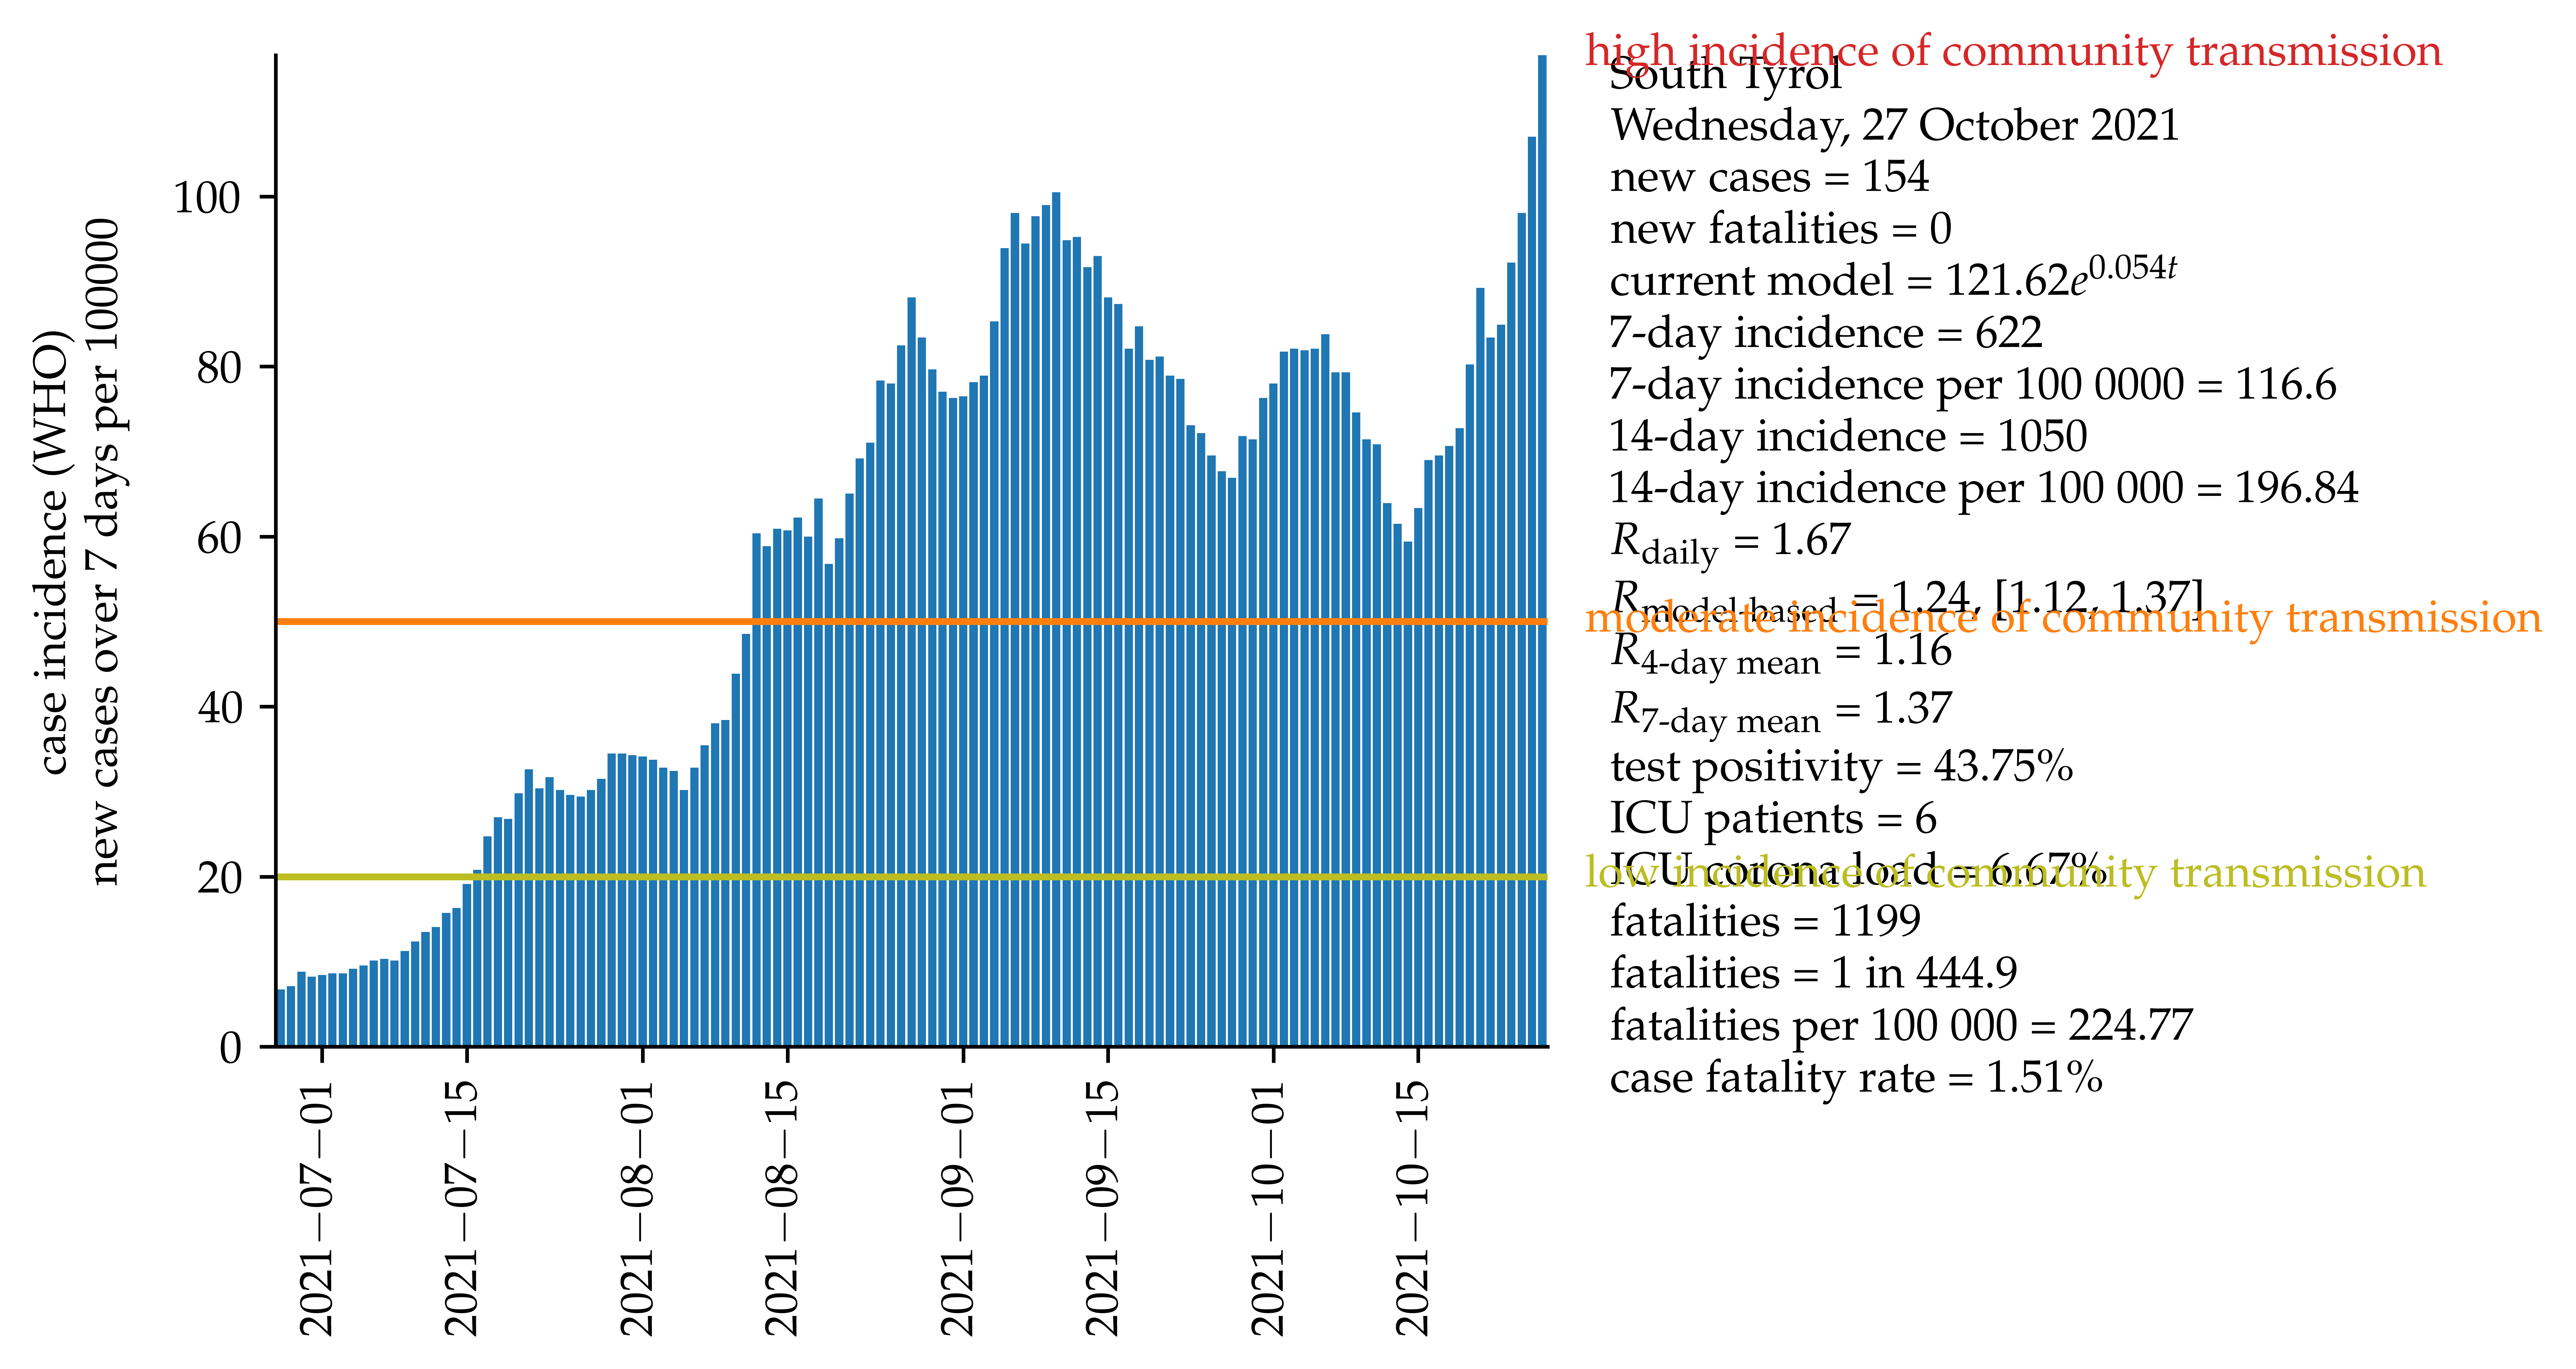 case incidence (WHO)
new cases over 7 days per 100000
100
80
60
40
20
0
2021−07−01
2021−07−15
2021−08−01
2021−08−15
2021−09−01
2021−09−15
2021−10−01
2021−10−15
high incidence of community transmission
South Tyrol
Wednesday, 27 October 2021
new cases = 154
new fatalities = 0
current model = 121.62e^0.054t
7-day incidence = 622
7-day incidence per 100 0000 = 116.6
14-day incidence = 1050
14-day incidence per 100 000 = 196.84
R_daily = 1.67
R_model-based = 1.24, [1.12, 1.37]
moderate incidence of community transmission
R_4-day mean = 1.16
R_7-day mean = 1.37
test positivity = 43.75%
ICU patients = 6
ICU corona load = 6.67%
low incidence of community transmission
fatalities = 1199
fatalities = 1 in 444.9
fatalities per 100 000 = 224.77
case fatality rate = 1.51%